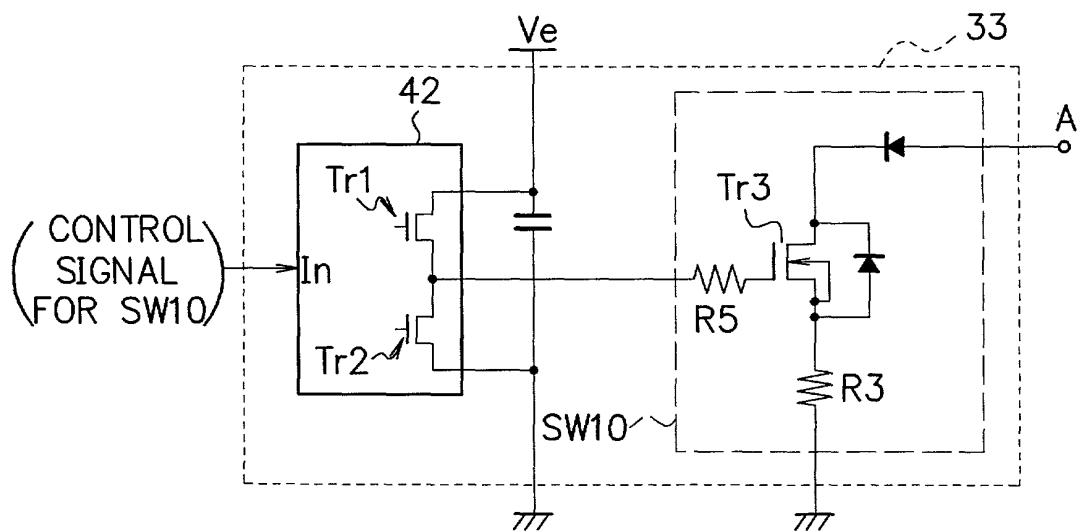 33
Ve
42
A
Tr1
Tr3
(CONTROL
SIGNAL
FOR SW10)
In
R5
Tr2
R3
SW10